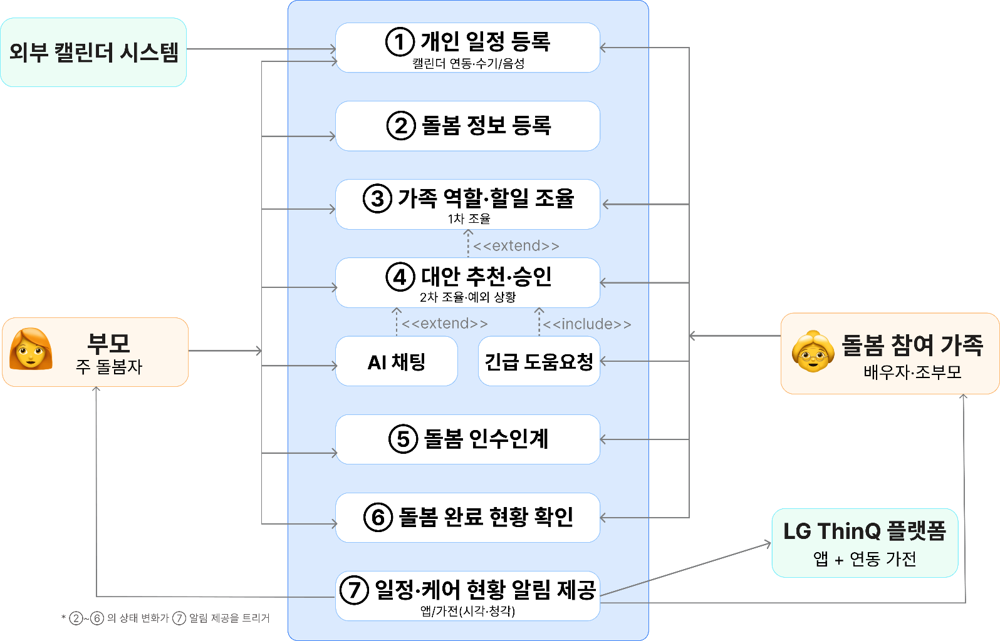 외부 캘린더 시스템
① 개인 일정 등록
캘린더 연동·수기/음성
② 돌봄 정보 등록
③ 가족 역할·할일 조율
1차 조율
<<extend>>
④ 대안 추천·승인
2차 조율·예외 상황
<<extend>>
<<include>>
부모
주 돌봄자
AI 채팅
긴급 도움요청
돌봄 참여 가족
배우자·조부모
⑤ 돌봄 인수인계
⑥ 돌봄 완료 현황 확인
LG ThinQ 플랫폼
앱 + 연동 가전
⑦ 일정·케어 현황 알림 제공
앱/가전(시각·청각)
* ②~⑥ 의 상태 변화가 ⑦ 알림 제공을 트리거